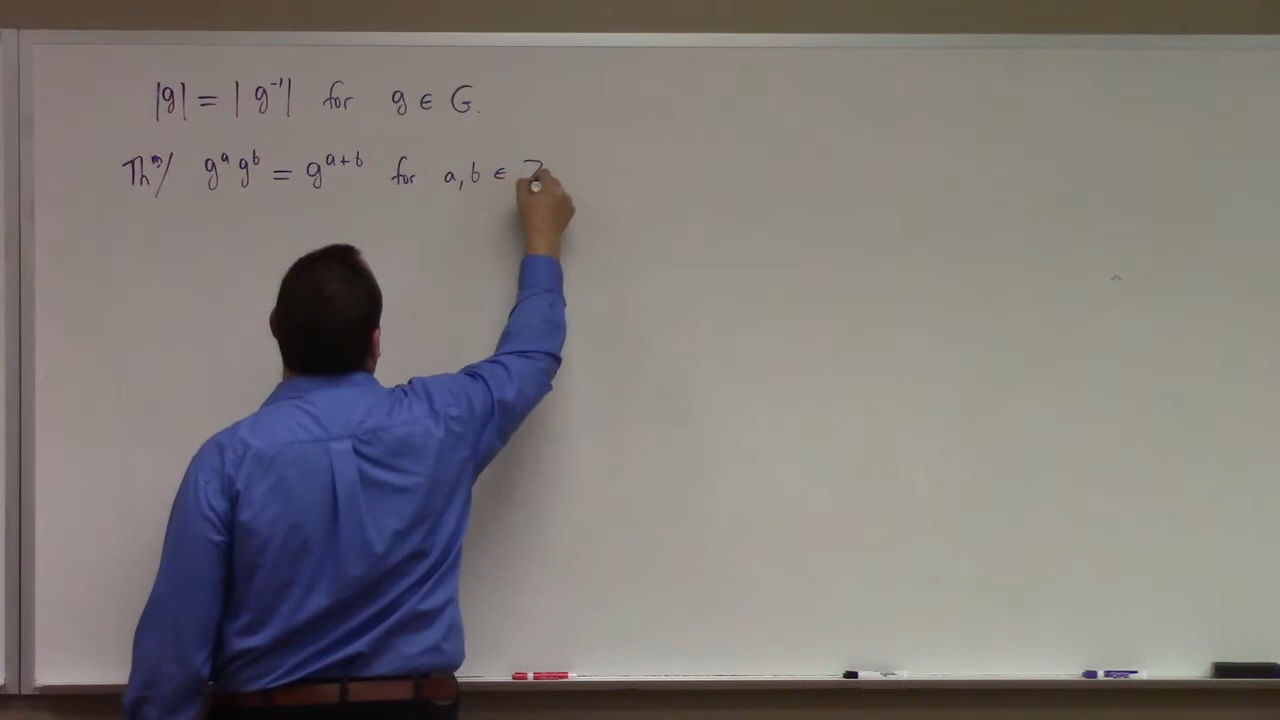 |g| = | g⁻¹| for g ∈ G.
Thᵐ/ gᵃ gᵇ = gᵃ⁺ᵇ for a, b ∈